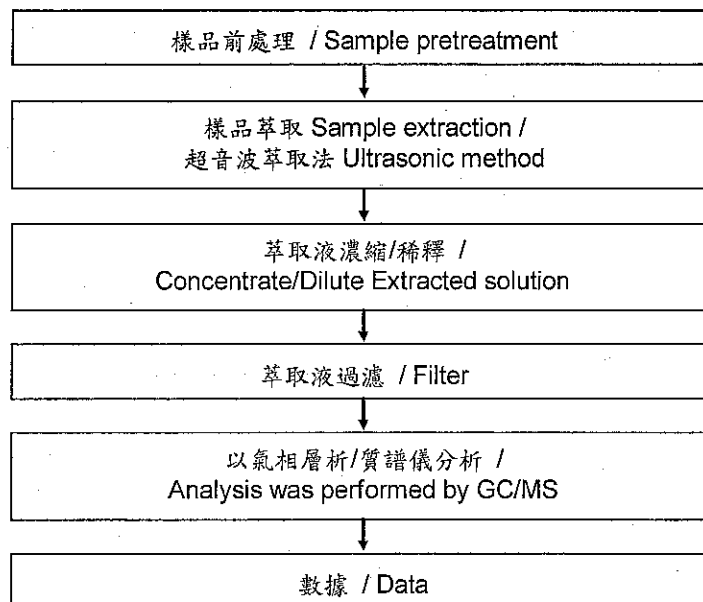 樣品前處理 / Sample pretreatment
樣品萃取 Sample extraction /
超音波萃取法 Ultrasonic method
萃取液濃縮/稀釋 /
Concentrate/Dilute Extracted solution
萃取液過濾 / Filter
以氣相層析/質譜儀分析 /
Analysis was performed by GC/MS
數據 / Data